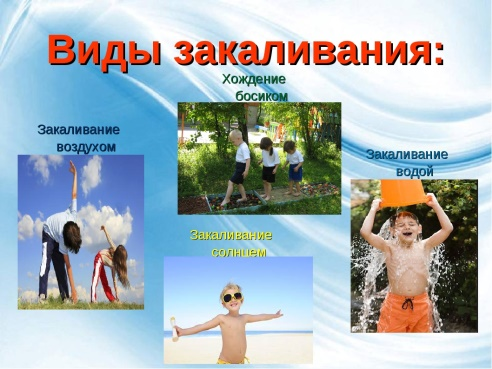 Виды закаливания:
Хождение
босиком
Закаливание
воздухом
Закаливание
водой
Закаливание
солнцем